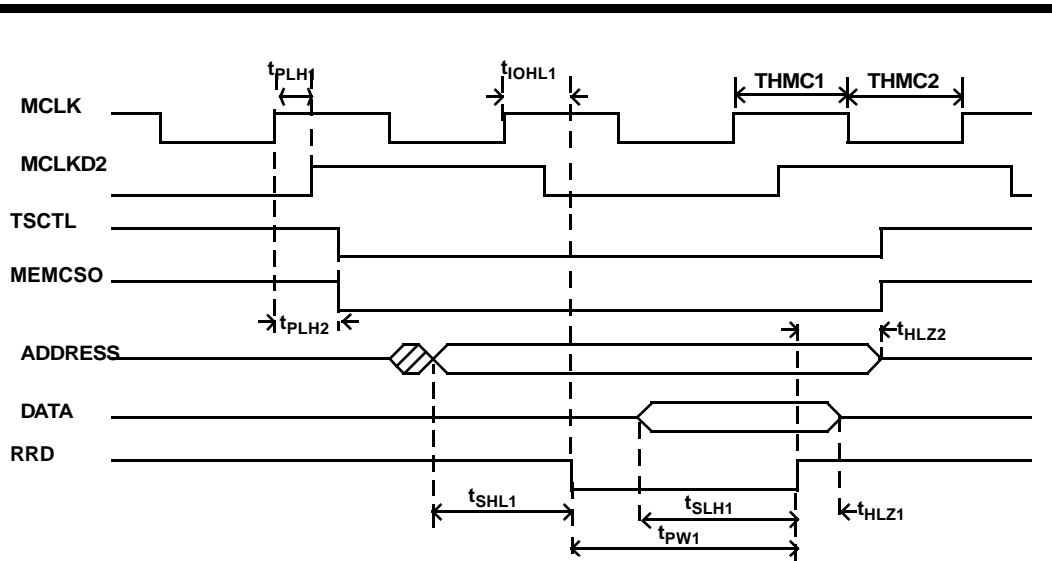 tPLH1
tIOHL1
THMC1
THMC2
MCLK
MCLKD2
TSCTL
MEMCSO
tPLH2
tHLZ2
ADDRESS
DATA
RRD
tSHL1
tSLH1
tHLZ1
tPW1